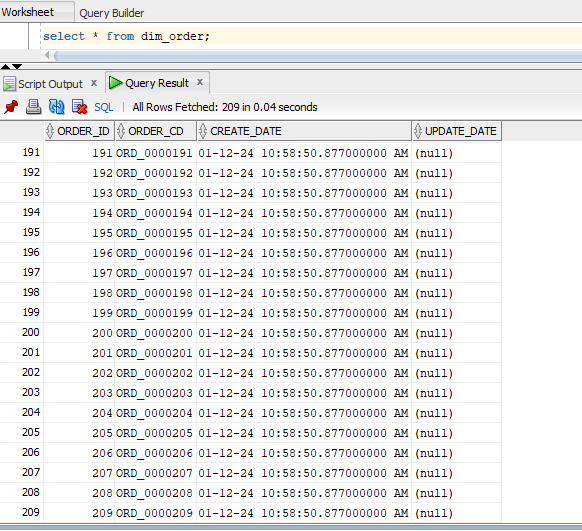 Worksheet Query Builder
select * from dim_order;
Script Output x Query Result x
SQL | All Rows Fetched: 209 in 0.04 seconds
ORDER_ID ORDER_CD CREATE_DATE UPDATE_DATE
191 191 ORD_0000191 01-12-24 10:58:50.877000000 AM (null)
192 192 ORD_0000192 01-12-24 10:58:50.877000000 AM (null)
193 193 ORD_0000193 01-12-24 10:58:50.877000000 AM (null)
194 194 ORD_0000194 01-12-24 10:58:50.877000000 AM (null)
195 195 ORD_0000195 01-12-24 10:58:50.877000000 AM (null)
196 196 ORD_0000196 01-12-24 10:58:50.877000000 AM (null)
197 197 ORD_0000197 01-12-24 10:58:50.877000000 AM (null)
198 198 ORD_0000198 01-12-24 10:58:50.877000000 AM (null)
199 199 ORD_0000199 01-12-24 10:58:50.877000000 AM (null)
200 200 ORD_0000200 01-12-24 10:58:50.877000000 AM (null)
201 201 ORD_0000201 01-12-24 10:58:50.877000000 AM (null)
202 202 ORD_0000202 01-12-24 10:58:50.877000000 AM (null)
203 203 ORD_0000203 01-12-24 10:58:50.877000000 AM (null)
204 204 ORD_0000204 01-12-24 10:58:50.877000000 AM (null)
205 205 ORD_0000205 01-12-24 10:58:50.877000000 AM (null)
206 206 ORD_0000206 01-12-24 10:58:50.877000000 AM (null)
207 207 ORD_0000207 01-12-24 10:58:50.877000000 AM (null)
208 208 ORD_0000208 01-12-24 10:58:50.877000000 AM (null)
209 209 ORD_0000209 01-12-24 10:58:50.877000000 AM (null)